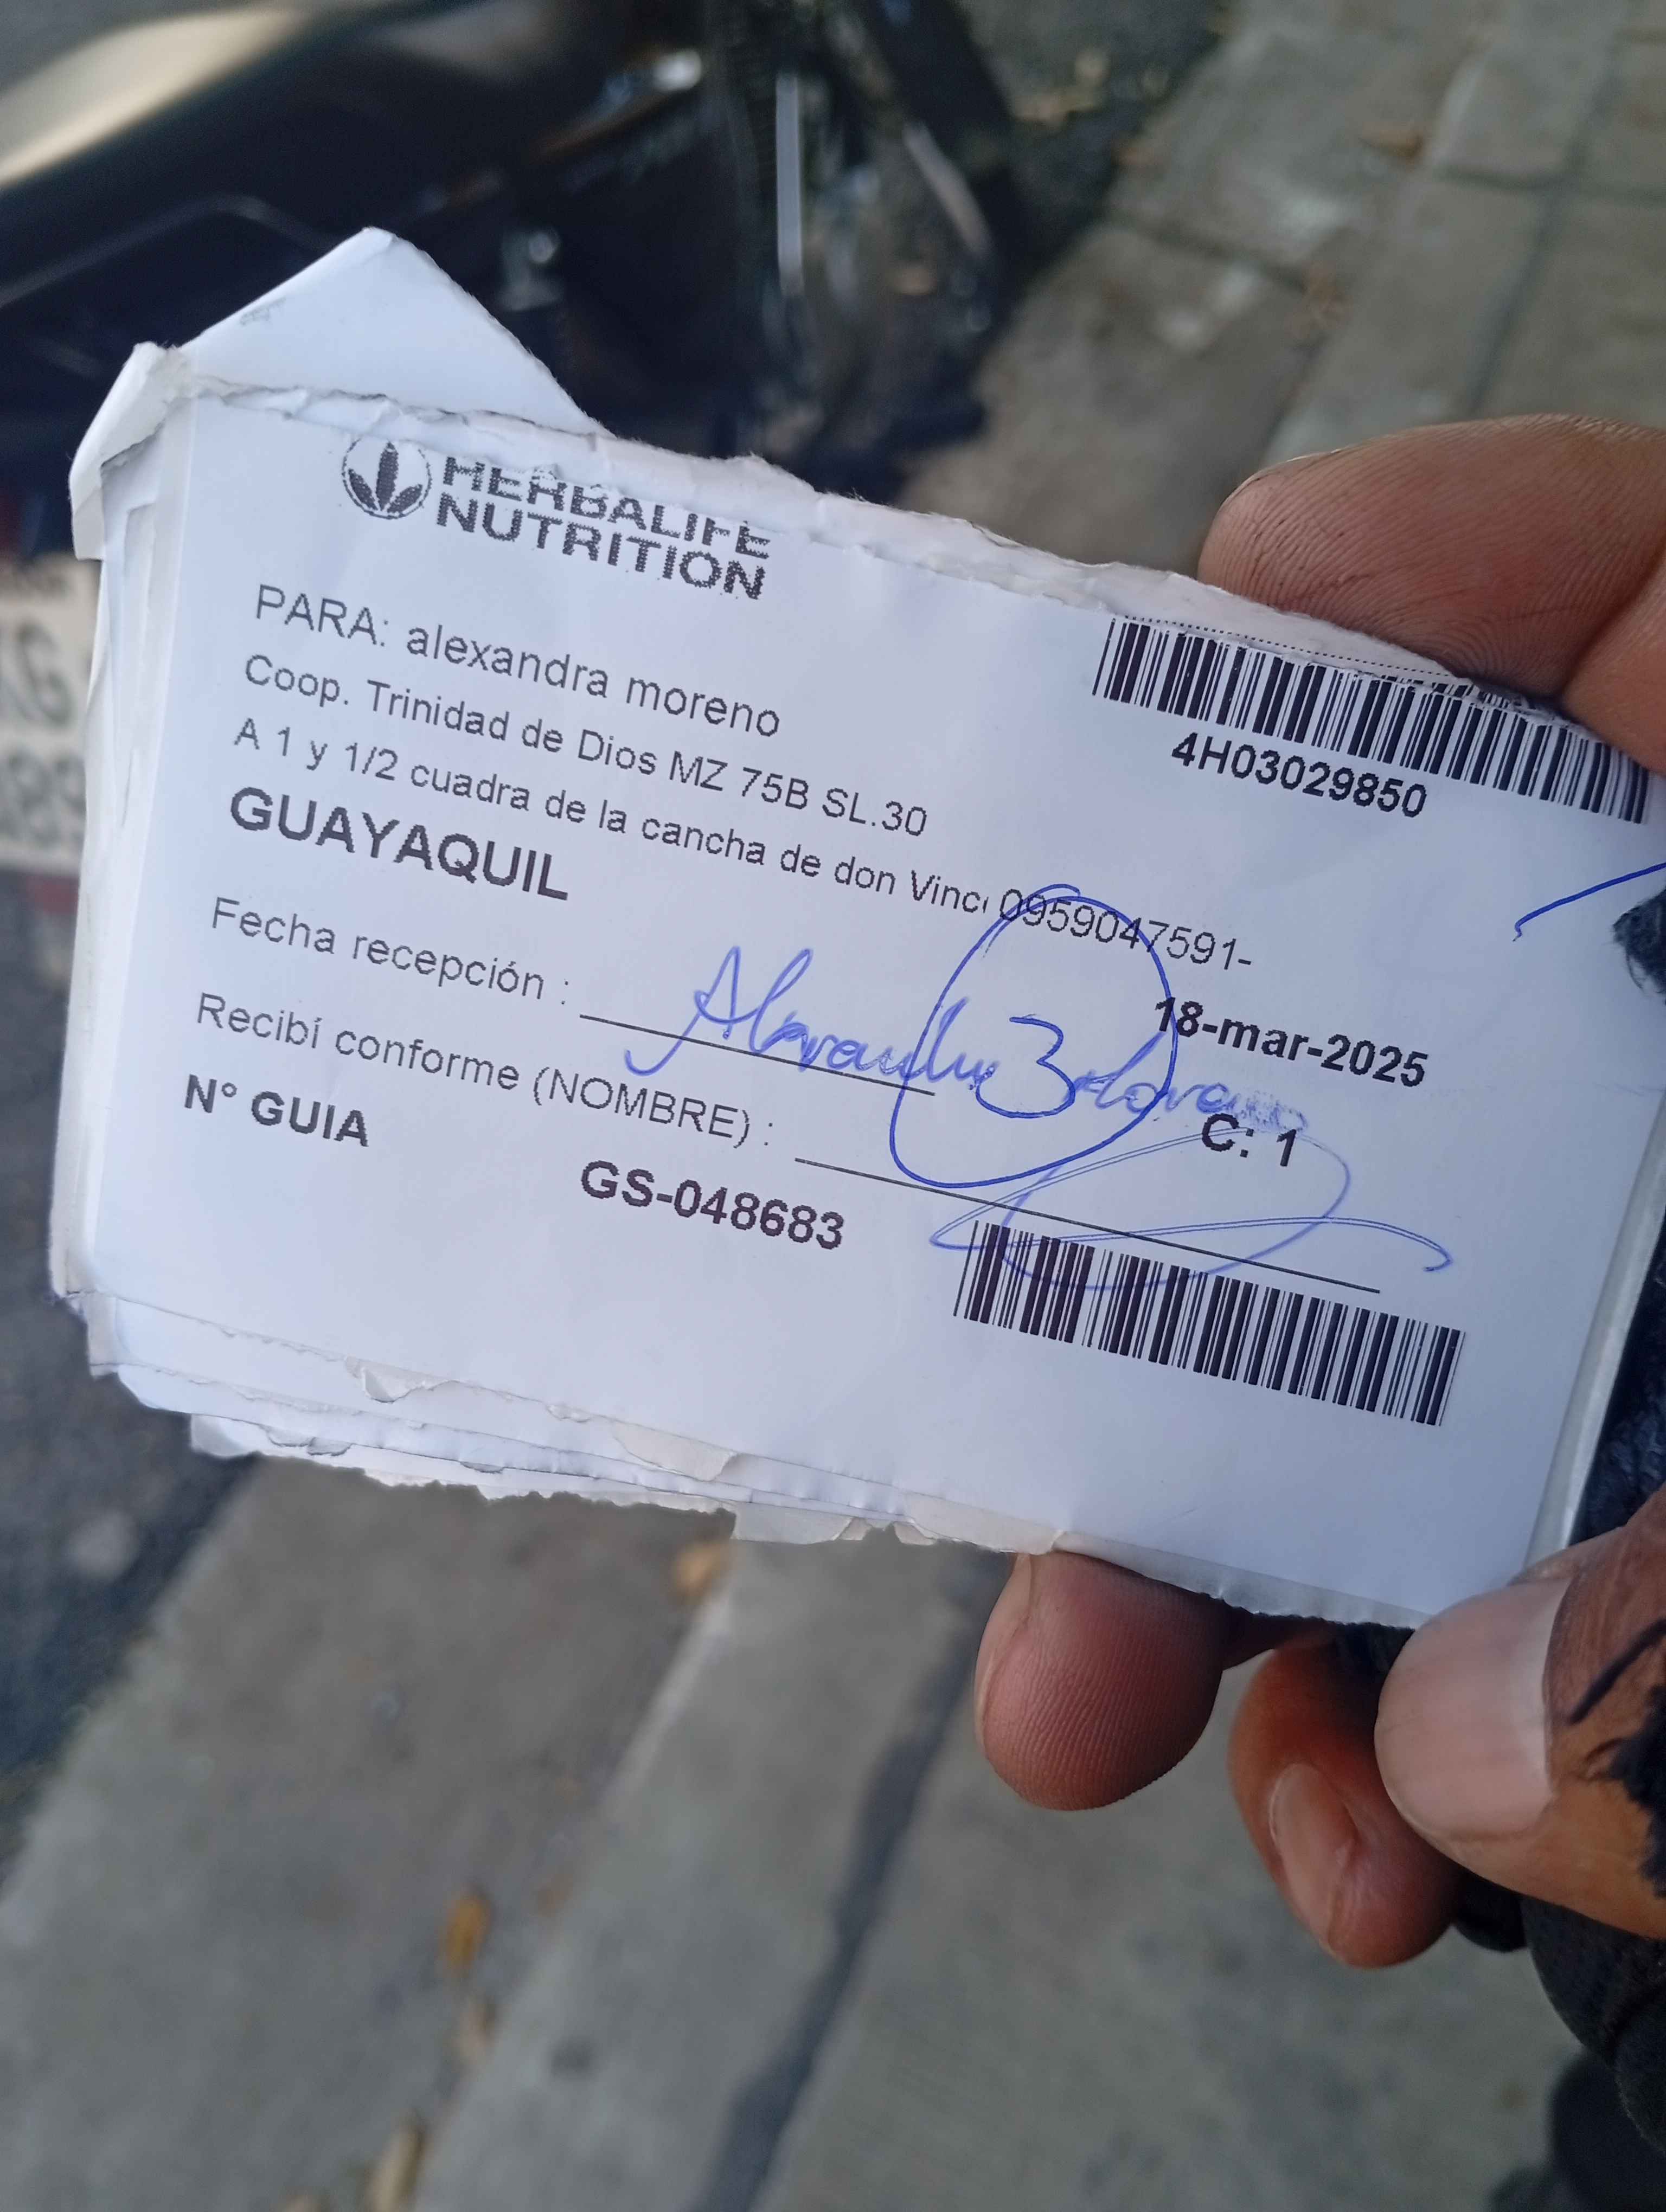 HERBALIFE
NUTRITION
PARA: alexandra moreno
4H03029850
Coop. Trinidad de Dios MZ 75B SL.30
A 1 y 1/2 cuadra de la cancha de don Vinc 0959047591-
GUAYAQUIL
Fecha recepción :
18-mar-2025
Recibí conforme (NOMBRE) :
3
C: 1
N° GUIA
GS-048683